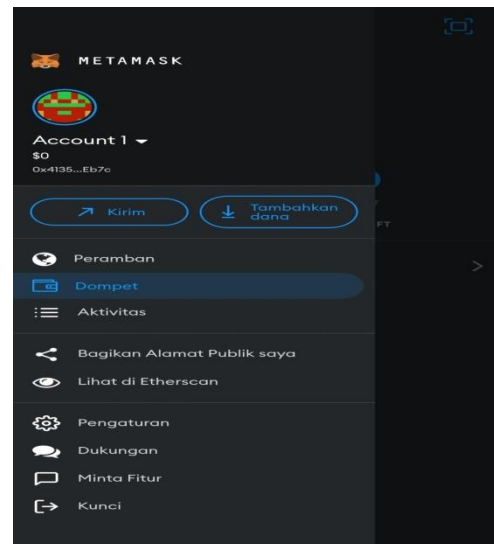 METAMASK
Account 1
$0
0x4135...Eb7c
Kirim
Tambahkan
dana
FT
Peramban
Dompet
Aktivitas
Bagikan Alamat Publik saya
Lihat di Etherscan
Pengaturan
Dukungan
Minta Fitur
Kunci